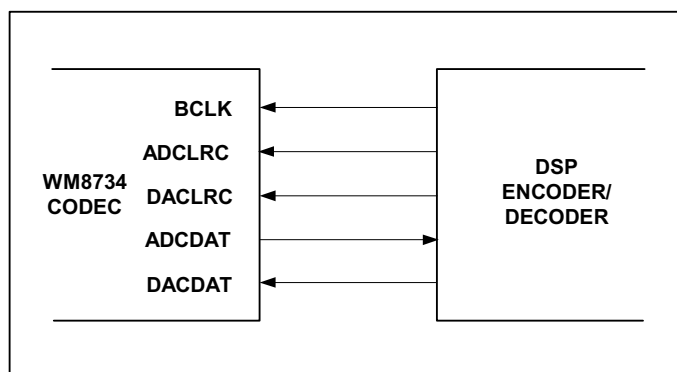 BCLK
ADCLRC
WM8734
CODEC
DACLRC
ADCDAT
DACDAT
DSP
ENCODER/
DECODER